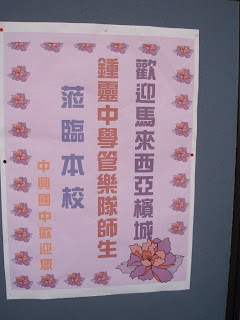 歡迎馬來西亞檳城
鍾靈中學管樂隊師生
蒞臨本校
中興國中歡迎您